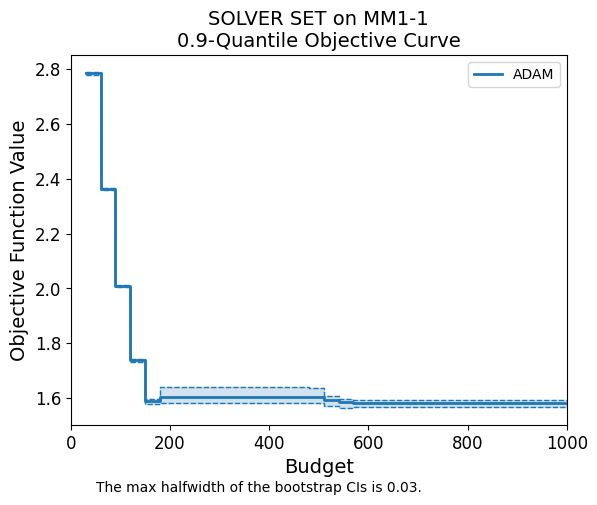 SOLVER SET on MM1-1
0.9-Quantile Objective Curve
ADAM
Objective Function Value
2.8
2.6
2.4
2.2
2.0
1.8
1.6
0 200 400 600 800 1000
Budget
The max halfwidth of the bootstrap CIs is 0.03.